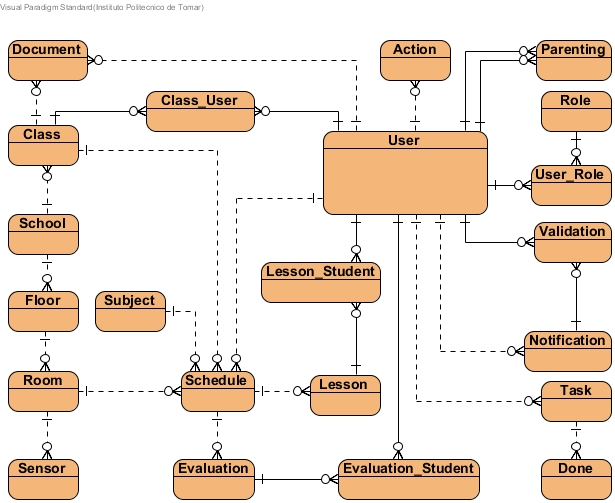 Visual Paradigm Standard(Instituto Politecnico de Tomar)
Document
Action
Parenting
Class_User
Role
Class
User
User_Role
School
Validation
Lesson_Student
Floor
Subject
Notification
Room
Schedule
Lesson
Task
Sensor
Evaluation
Evaluation_Student
Done